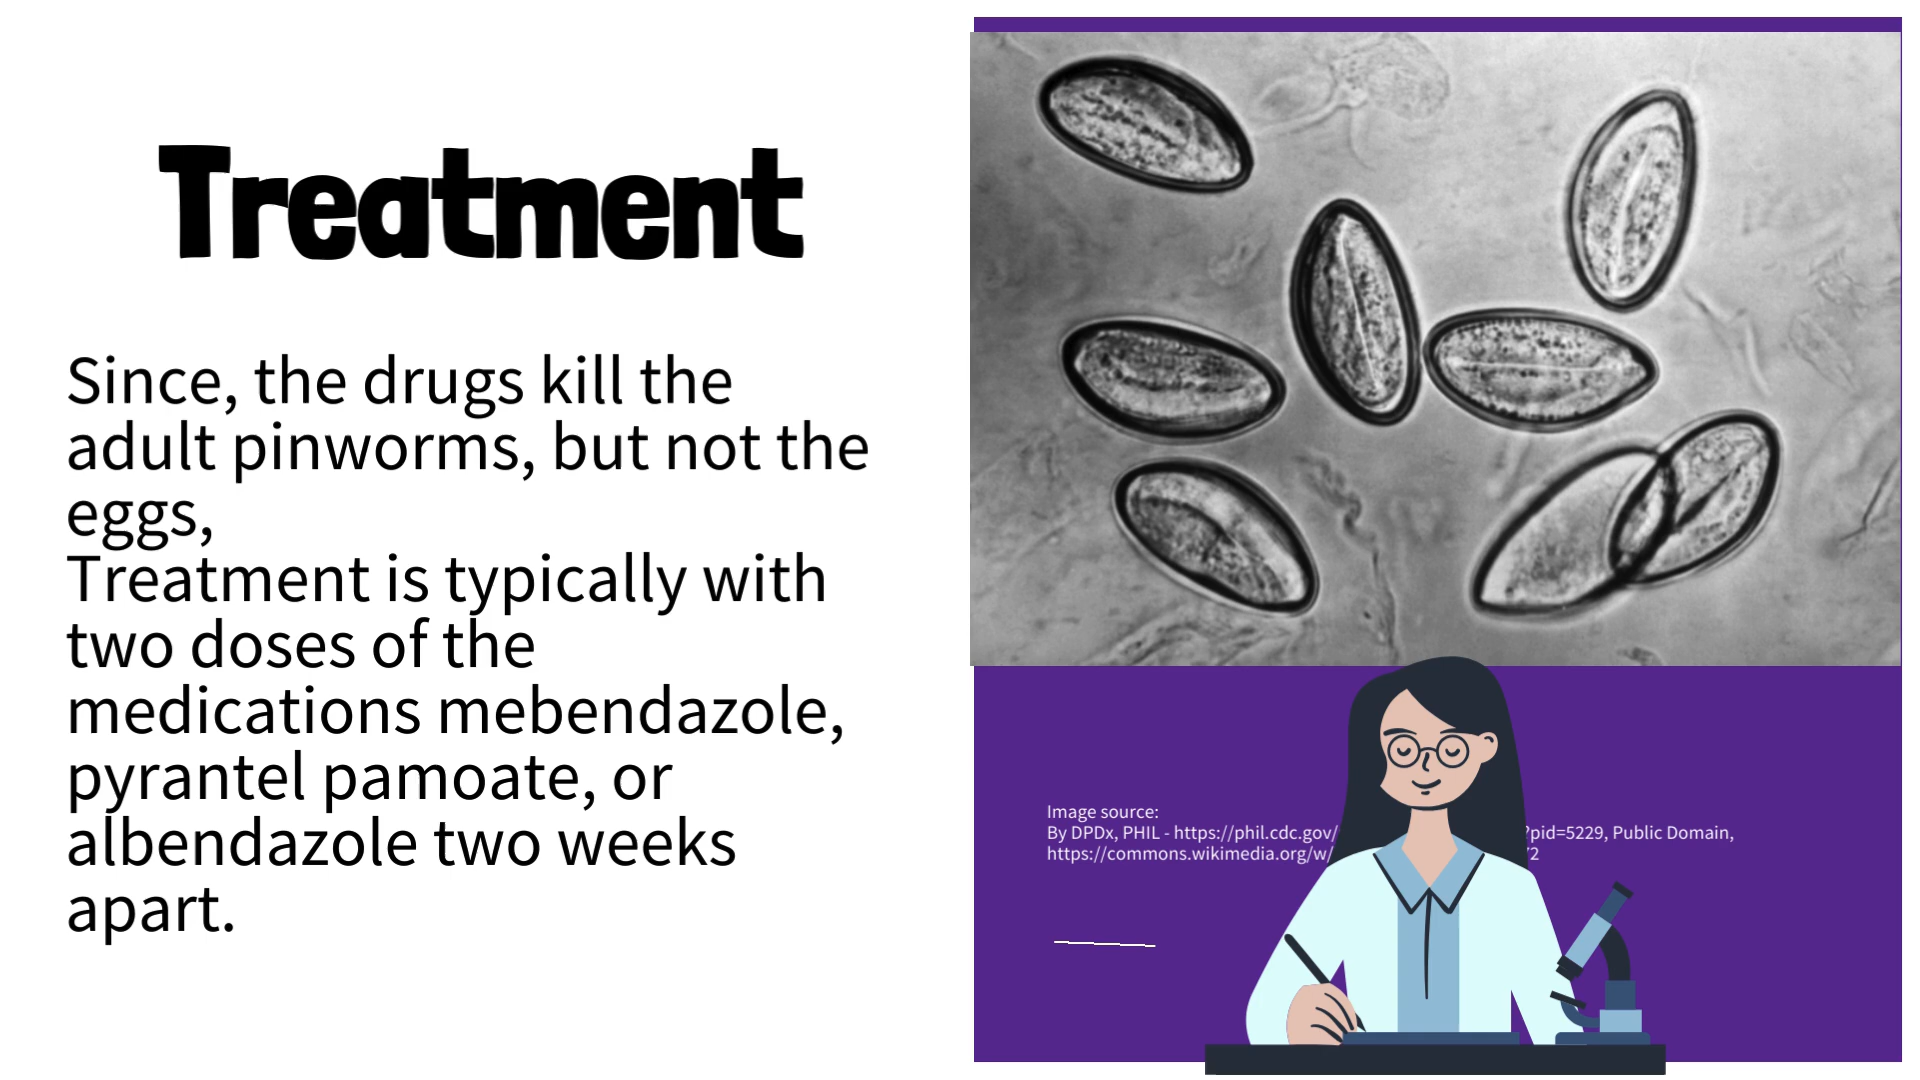 Treatment
Since, the drugs kill the
adult pinworms, but not the
eggs,
Treatment is typically with
two doses of the
medications mebendazole,
pyrantel pamoate, or
albendazole two weeks
apart.
Image source:
By DPDx, PHIL - https://phil.cdc.gov/ ?pid=5229, Public Domain,
https://commons.wikimedia.org/w/ 2